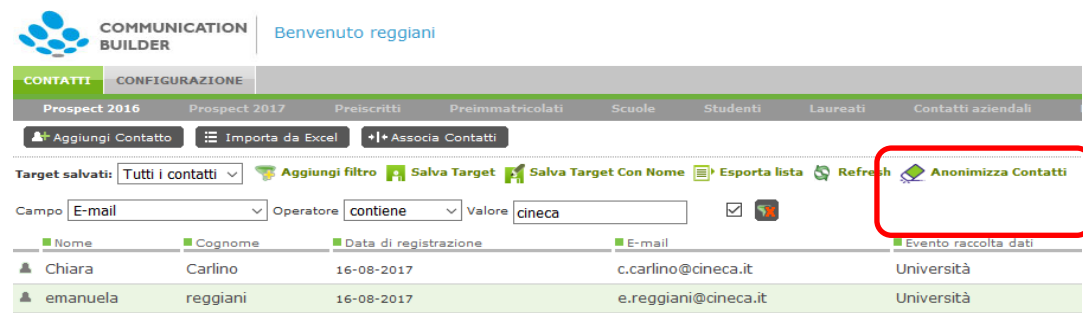 COMMUNICATION
BUILDER
Benvenuto reggiani
CONTATTI CONFIGURAZIONE
Prospect 2016 Prospect 2017 Preiscritti Preimmatricolati Scuole Studenti Laureati Contatti aziendali
Aggiungi Contatto Importa da Excel Associa Contatti
Target salvati: Tutti i contatti Aggiungi filtro Salva Target Salva Target Con Nome Esporta lista Refresh Anonimizza Contatti
Campo E-mail Operatore contiene Valore cineca
Nome Cognome Data di registrazione E-mail Evento raccolta dati
Chiara Carlino 16-08-2017 c.carlino@cineca.it Università
emanuela reggiani 16-08-2017 e.reggiani@cineca.it Università